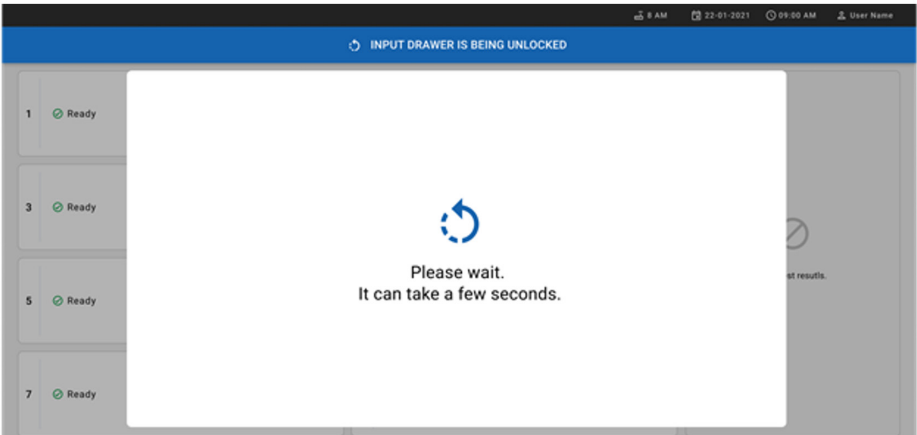 8 AM 22-01-2021 09:00 AM User Name
INPUT DRAWER IS BEING UNLOCKED
1 Ready
3 Ready
5 Ready
7 Ready
Please wait.
It can take a few seconds.
st resutls.